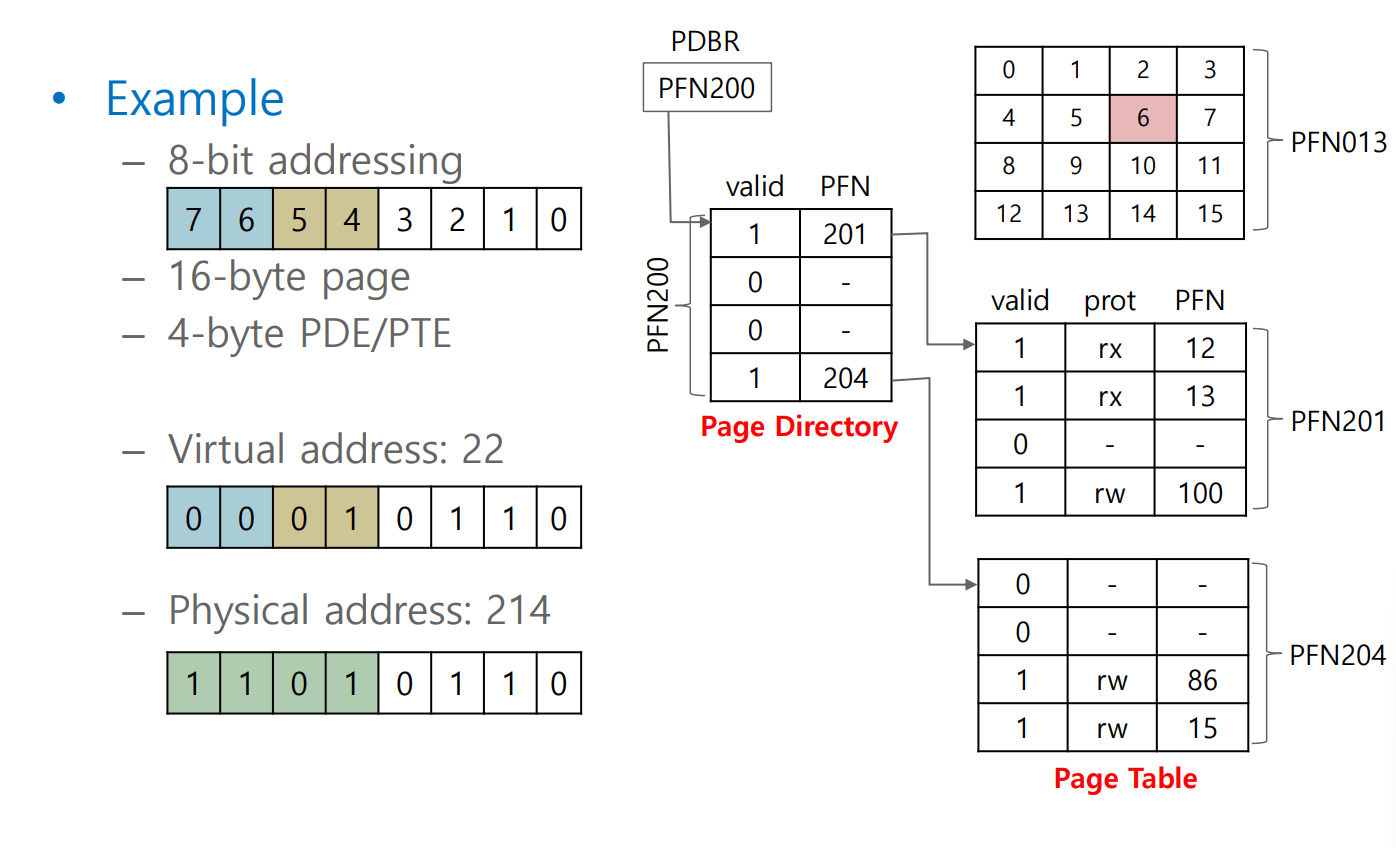 • Example
– 8-bit addressing
7 6 5 4 3 2 1 0
– 16-byte page
– 4-byte PDE/PTE
– Virtual address: 22
0 0 0 1 0 1 1 0
– Physical address: 214
1 1 0 1 0 1 1 0
PDBR
PFN200
valid PFN
1 201
0 -
0 -
1 204
PFN200
Page Directory
0 1 2 3
4 5 6 7
8 9 10 11
12 13 14 15
PFN013
valid prot PFN
1 rx 12
1 rx 13
0 - -
1 rw 100
PFN201
0 - -
0 - -
1 rw 86
1 rw 15
PFN204
Page Table